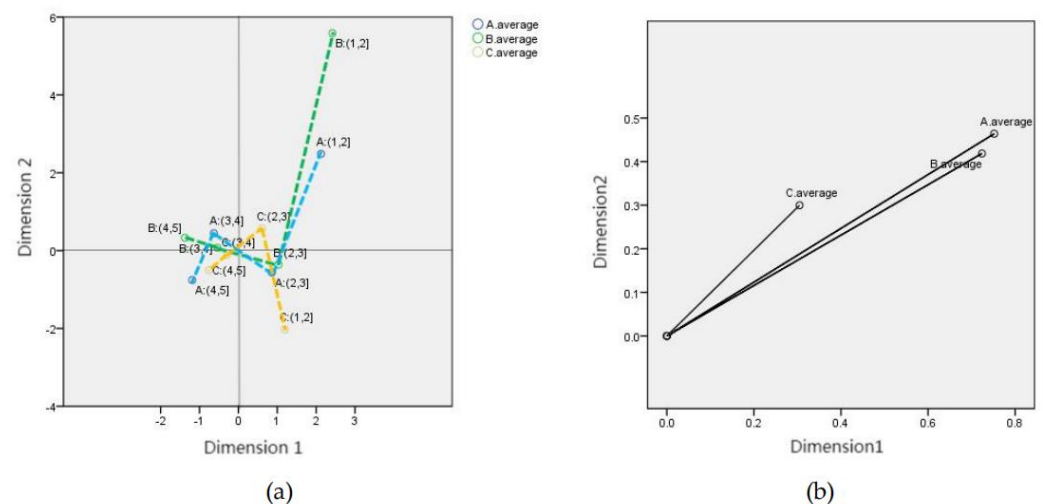 6
4
2
0
-2
-4
-2
-1
0
1
2
3
Dimension 2
Dimension 1
B:(1,2]
A:(1,2]
A:(3,4]
C:(2,3]
B:(4,5]
B:(3,4]
C:(3,4]
B:(2,3]
C:(4,5]
A:(4,5]
A:(2,3]
C:(1,2]
A.average
B.average
C.average
(a)
0.5
0.4
0.3
0.2
0.1
0.0
0.0
0.2
0.4
0.6
0.8
Dimension2
Dimension1
A.average
B.average
C.average
(b)